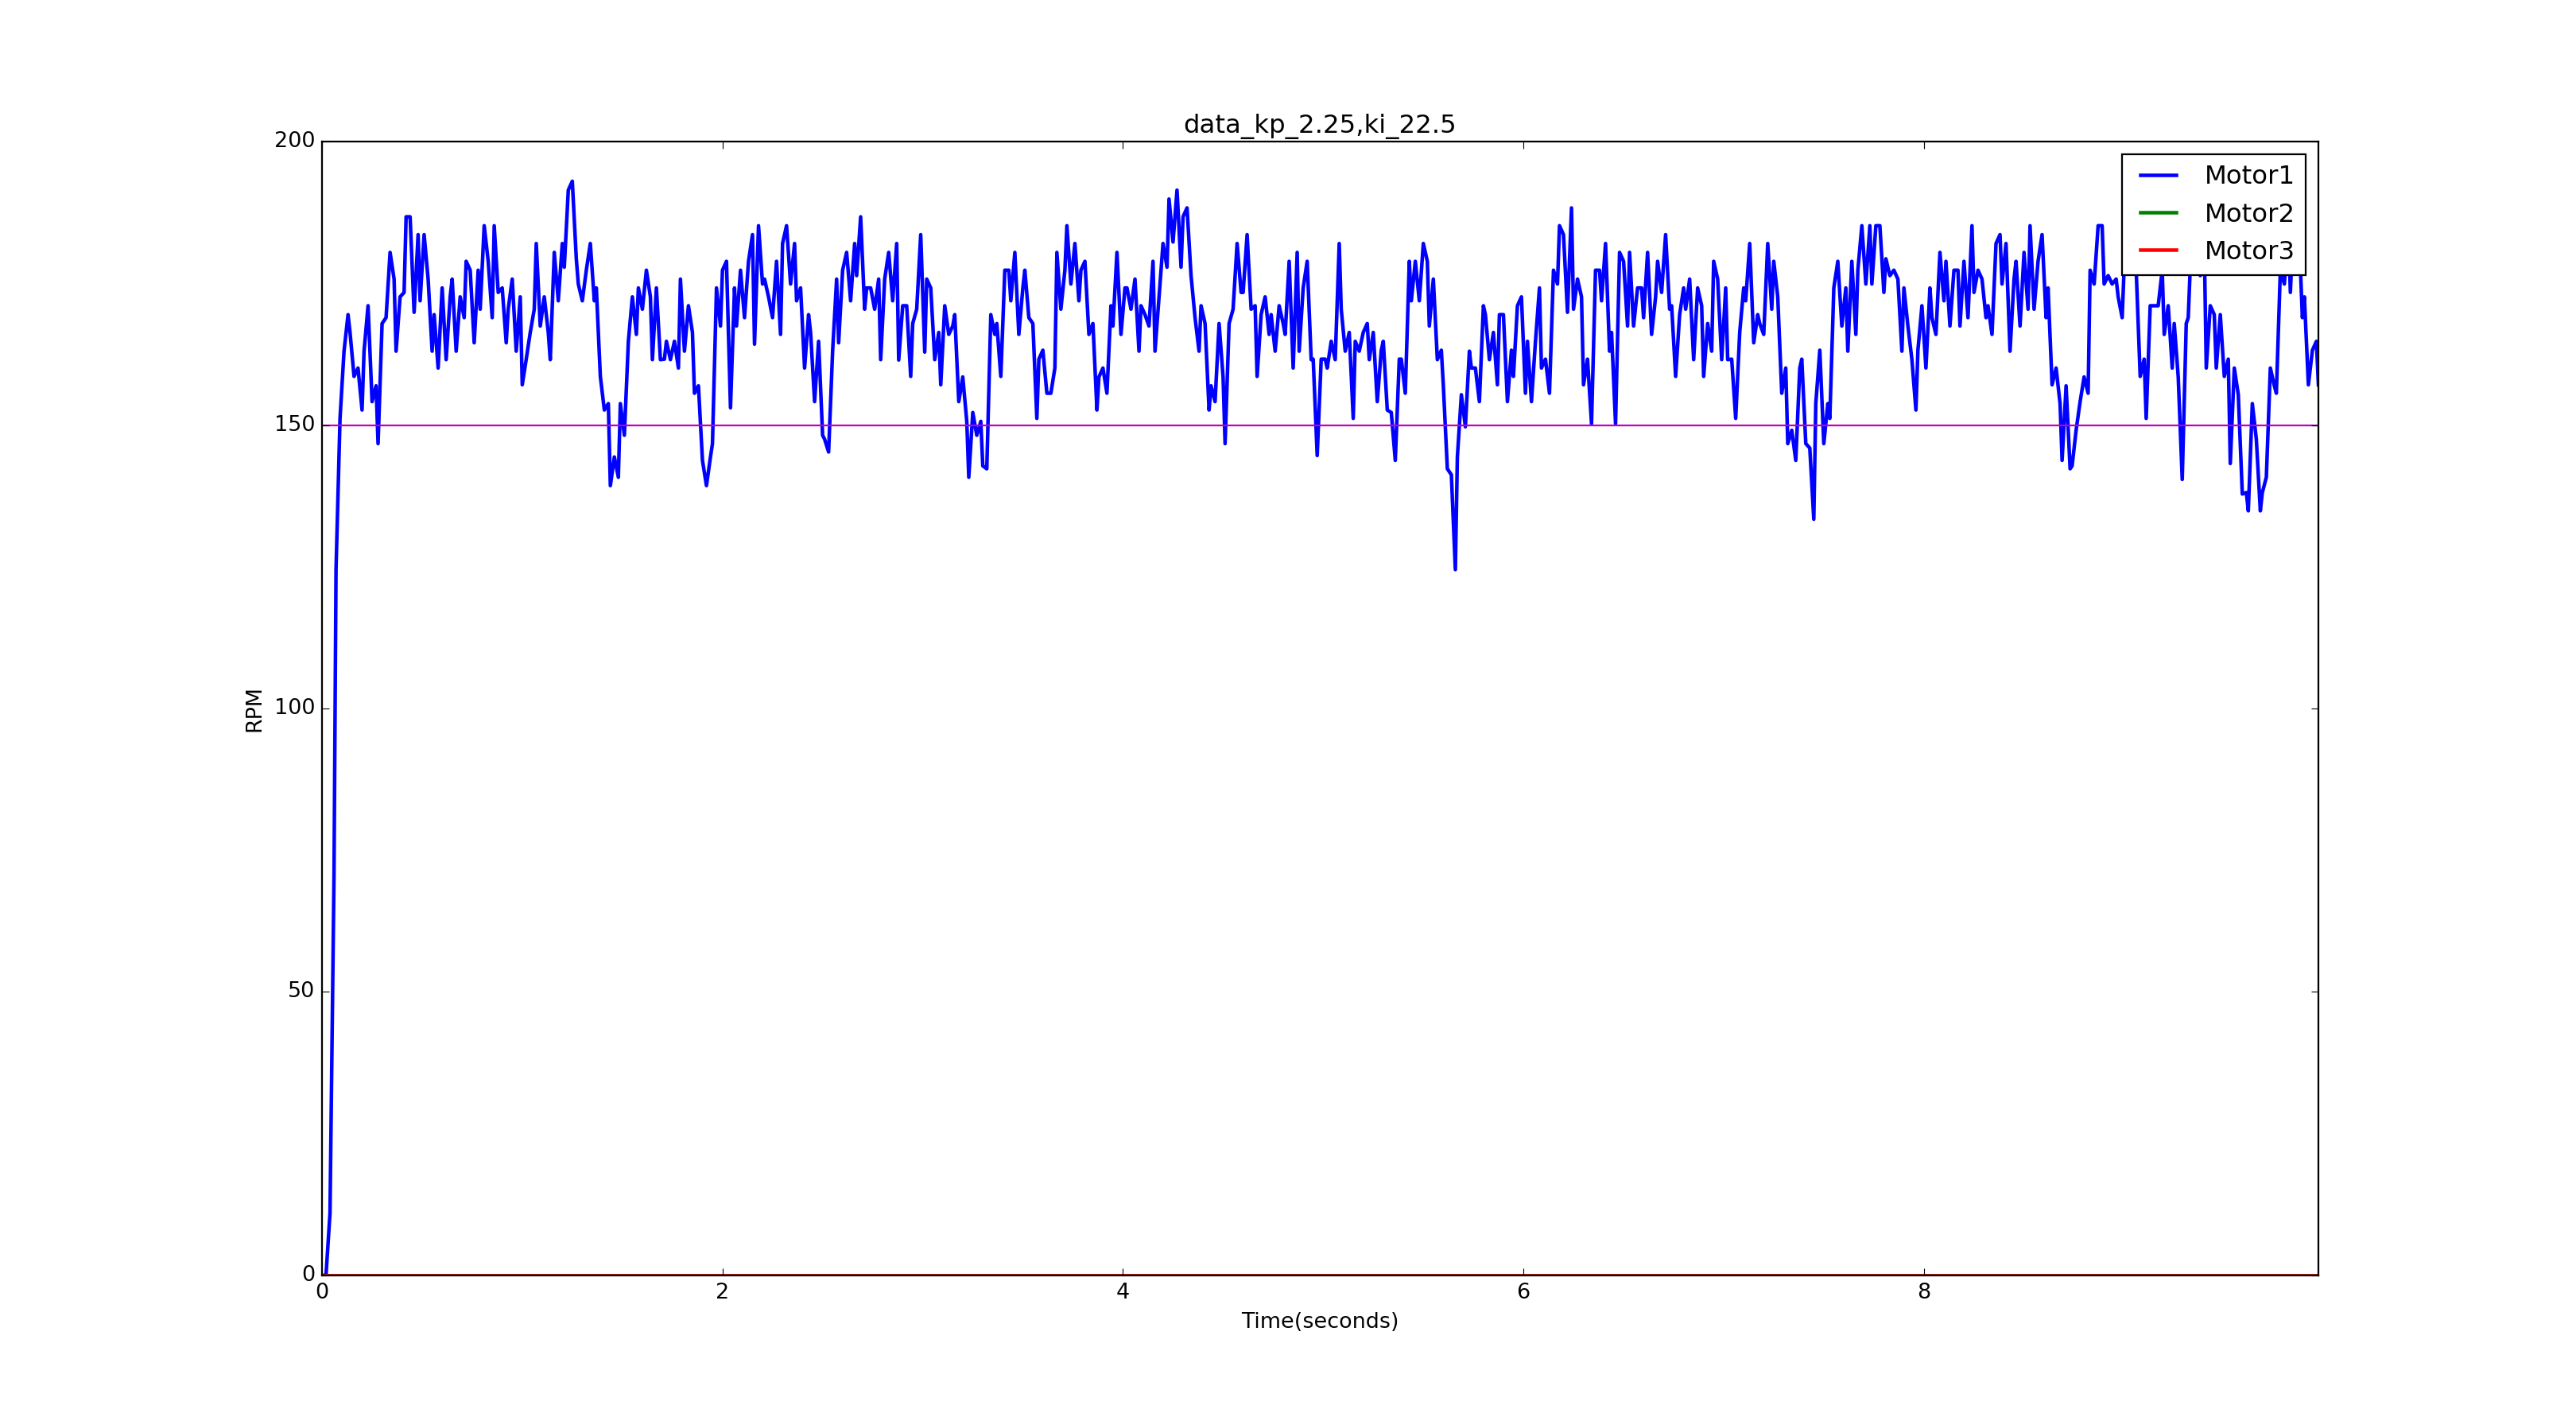 data_kp_2.25,ki_22.5
200
150
100
50
0
RPM
Motor1
Motor2
Motor3
0 2 4 6 8
Time(seconds)